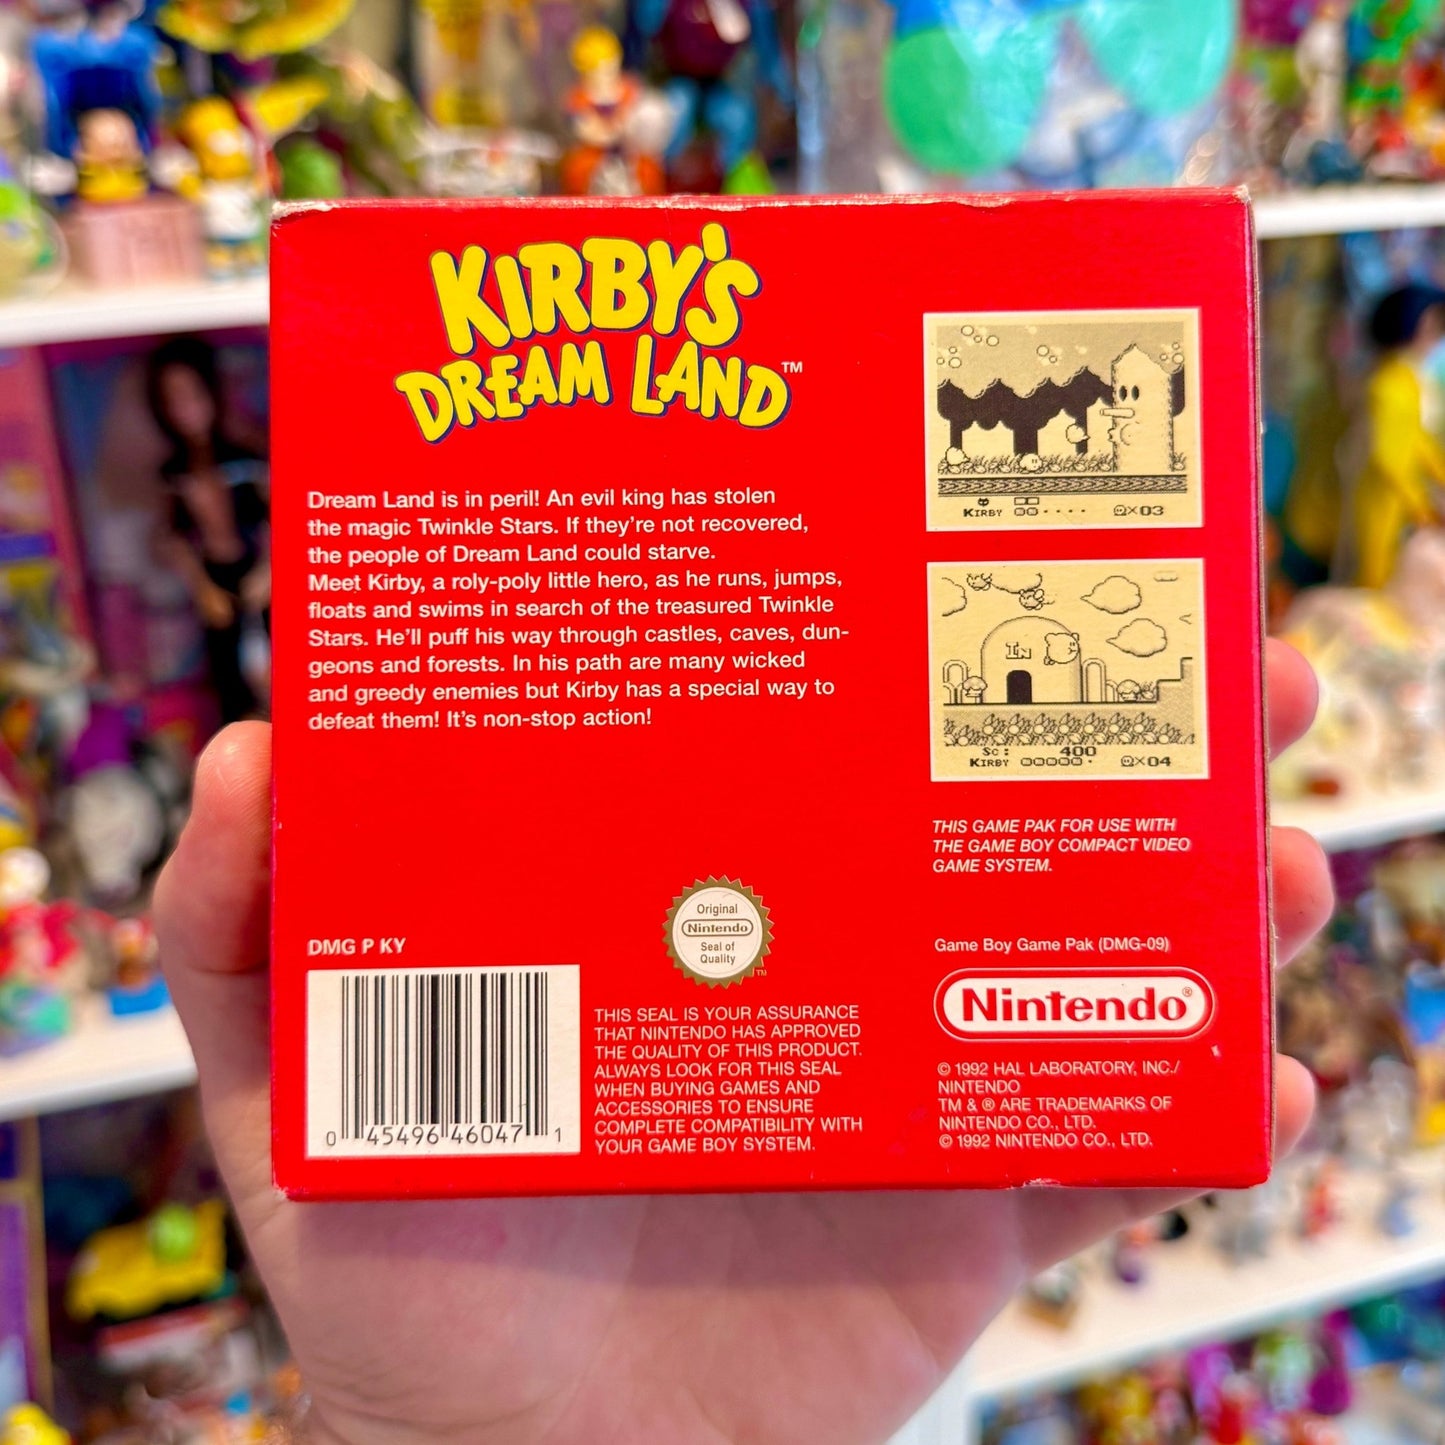 KIRBY'S
DREAM LAND™
Dream Land is in peril! An evil king has stolen
the magic Twinkle Stars. If they're not recovered,
the people of Dream Land could starve.
Meet Kirby, a roly-poly little hero, as he runs, jumps,
floats and swims in search of the treasured Twinkle
Stars. He'll puff his way through castles, caves, dun-
geons and forests. In his path are many wicked
and greedy enemies but Kirby has a special way to
defeat them! It's non-stop action!
KIRBY ×03
IN
SC: 400
KIRBY ×04
THIS GAME PAK FOR USE WITH
THE GAME BOY COMPACT VIDEO
GAME SYSTEM.
DMG P KY
0 45496 46047 1
Original
Nintendo
Seal of
Quality
TM
THIS SEAL IS YOUR ASSURANCE
THAT NINTENDO HAS APPROVED
THE QUALITY OF THIS PRODUCT.
ALWAYS LOOK FOR THIS SEAL
WHEN BUYING GAMES AND
ACCESSORIES TO ENSURE
COMPLETE COMPATIBILITY WITH
YOUR GAME BOY SYSTEM.
Game Boy Game Pak (DMG-09)
Nintendo®
© 1992 HAL LABORATORY, INC./
NINTENDO
TM & ® ARE TRADEMARKS OF
NINTENDO CO., LTD.
© 1992 NINTENDO CO., LTD.